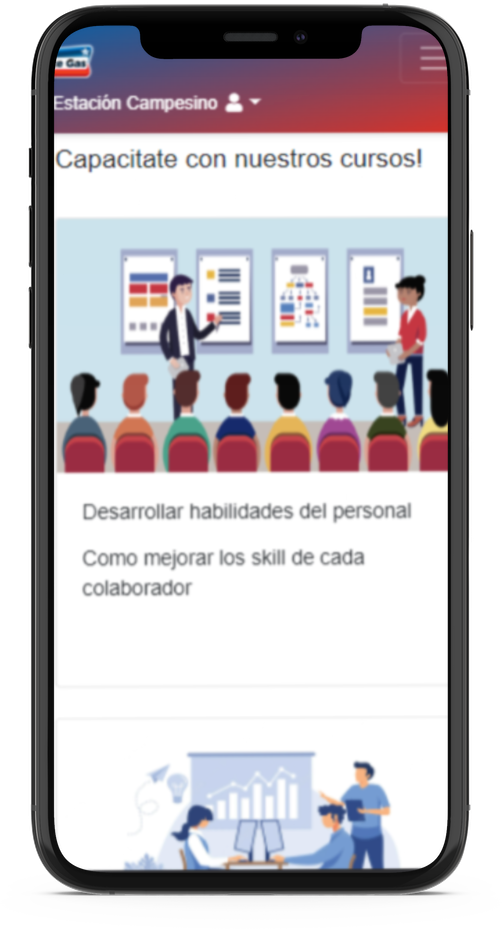 e Gas
Estación Campesino
Capacitate con nuestros cursos!
Desarrollar habilidades del personal
Como mejorar los skill de cada
colaborador